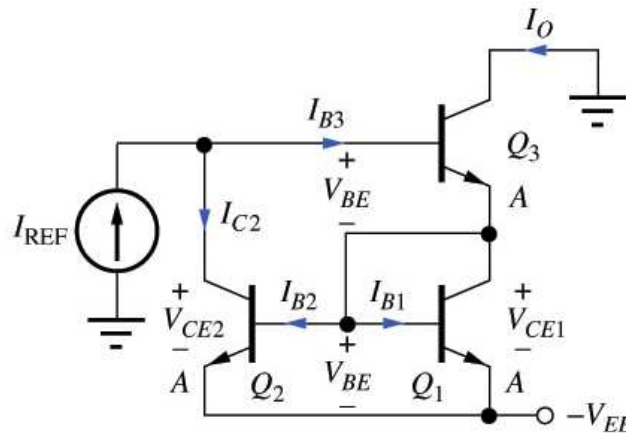 I_O
I_B3
+
Q_3
V_BE
A
−
I_REF
I_C2
+
V_CE2
−
I_B2
I_B1
+
V_CE1
−
+
V_BE
−
A
Q_2
Q_1
A
−V_EE